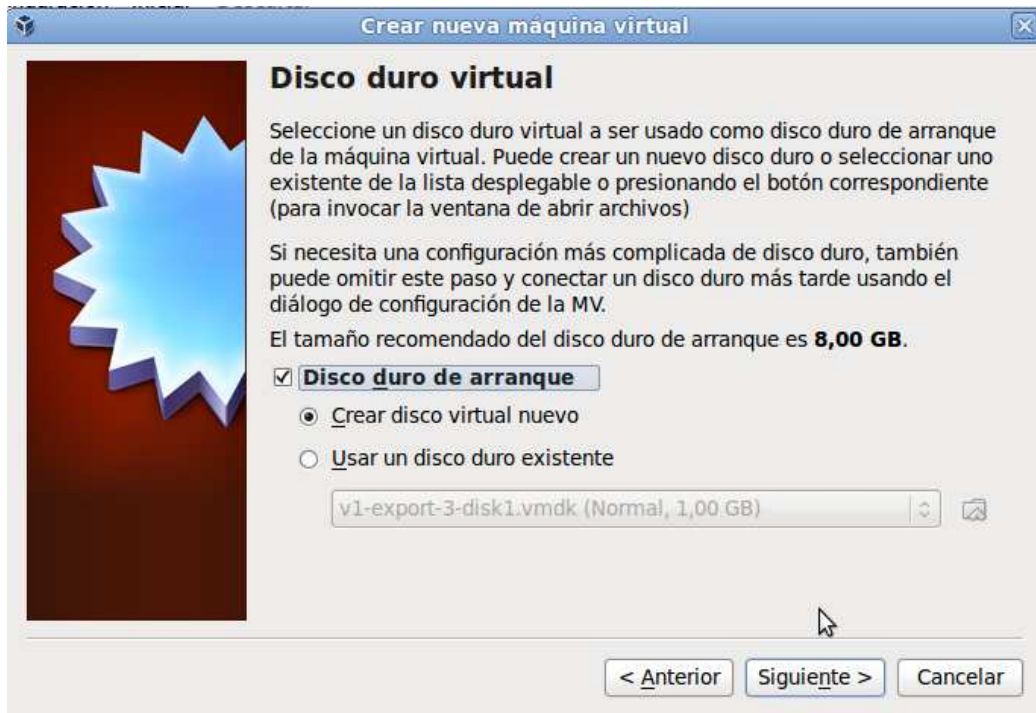 Crear nueva máquina virtual
Disco duro virtual
Seleccione un disco duro virtual a ser usado como disco duro de arranque
de la máquina virtual. Puede crear un nuevo disco duro o seleccionar uno
existente de la lista desplegable o presionando el botón correspondiente
(para invocar la ventana de abrir archivos)
Si necesita una configuración más complicada de disco duro, también
puede omitir este paso y conectar un disco duro más tarde usando el
diálogo de configuración de la MV.
El tamaño recomendado del disco duro de arranque es 8,00 GB.
Disco duro de arranque
Crear disco virtual nuevo
Usar un disco duro existente
v1-export-3-disk1.vmdk (Normal, 1,00 GB)
< Anterior Siguiente > Cancelar